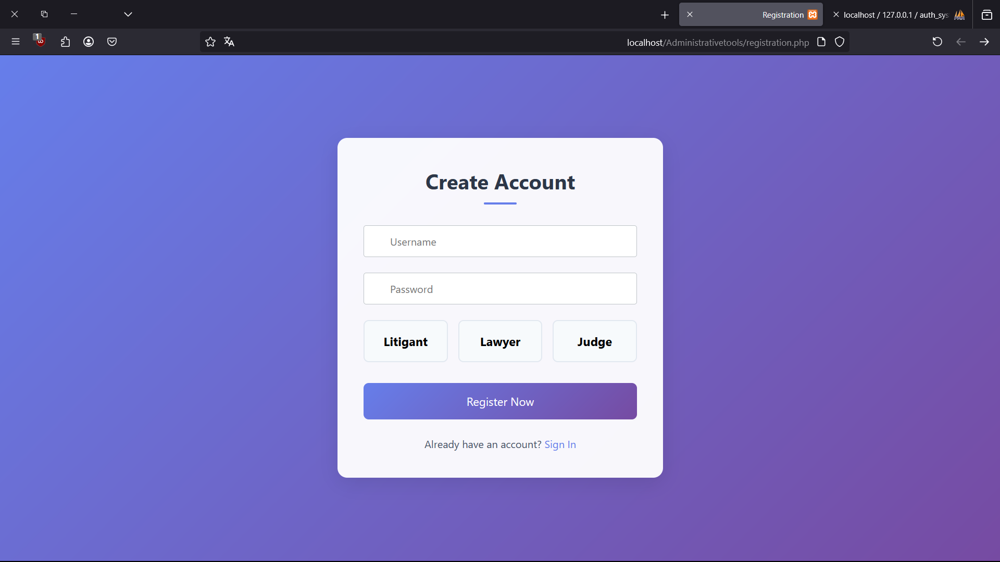 Registration
localhost / 127.0.0.1 / auth_sys
1
localhost/Administrativetools/registration.php
Create Account
Username
Password
Litigant
Lawyer
Judge
Register Now
Already have an account? Sign In